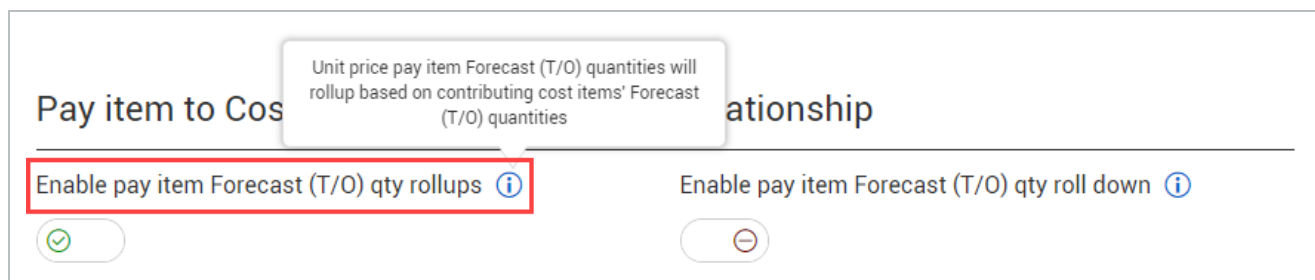 Unit price pay item Forecast (T/O) quantities will
rollup based on contributing cost items' Forecast
(T/O) quantities
Pay item to Cos ationship
Enable pay item Forecast (T/O) qty rollups
Enable pay item Forecast (T/O) qty roll down